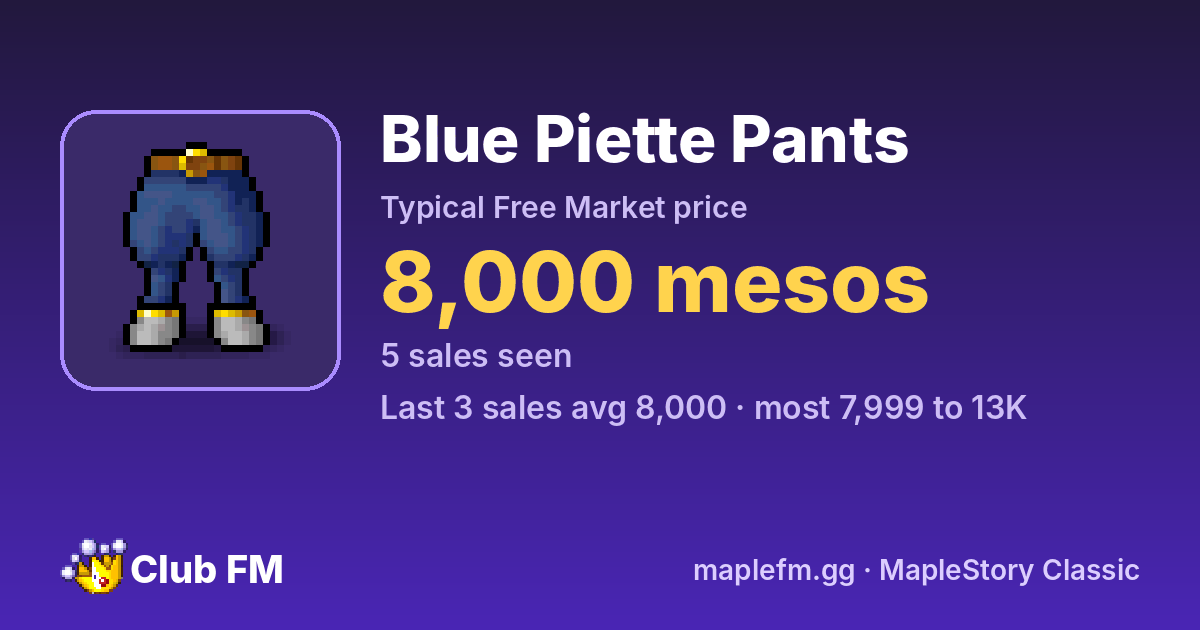 Blue Piette Pants
Typical Free Market price
8,000 mesos
5 sales seen
Last 3 sales avg 8,000 · most 7,999 to 13K
Club FM
maplefm.gg · MapleStory Classic